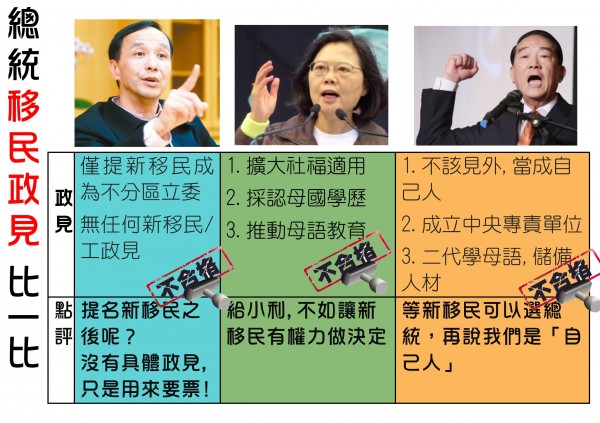 總統移民政見比一比
政見
僅提新移民成
為不分區立委
無任何新移民/
工政見
不合格
1. 擴大社福適用
2. 採認母國學歷
3. 推動母語教育
不合格
1. 不該見外, 當成自
己人
2. 成立中央專責單位
3. 二代學母語, 儲備
人材
不合格
點評
提名新移民之
後呢？
沒有具體政見,
只是用來要票!
給小利, 不如讓新
移民有權力做決定
等新移民可以選總
統，再說我們是「自
己人」